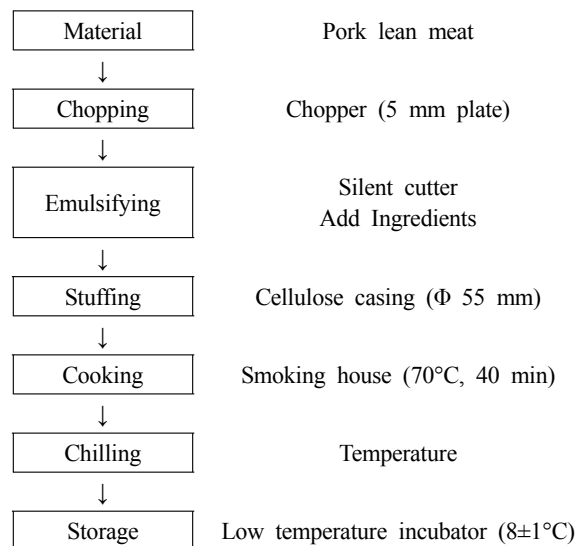 Material Pork lean meat
↓
Chopping Chopper (5 mm plate)
↓
Emulsifying Silent cutter
Add Ingredients
↓
Stuffing Cellulose casing (Φ 55 mm)
↓
Cooking Smoking house (70°C, 40 min)
↓
Chilling Temperature
↓
Storage Low temperature incubator (8±1°C)